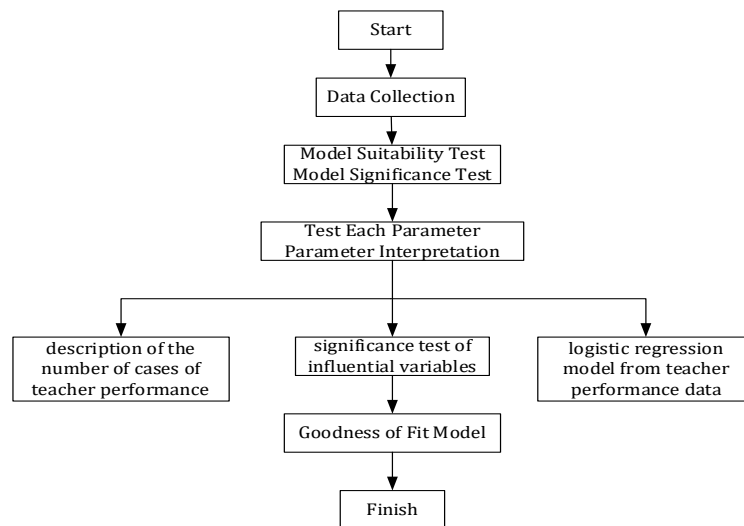 Start
Data Collection
Model Suitability Test
Model Significance Test
Test Each Parameter
Parameter Interpretation
description of the
number of cases of
teacher performance
significance test of
influential variables
logistic regression
model from teacher
performance data
Goodness of Fit Model
Finish